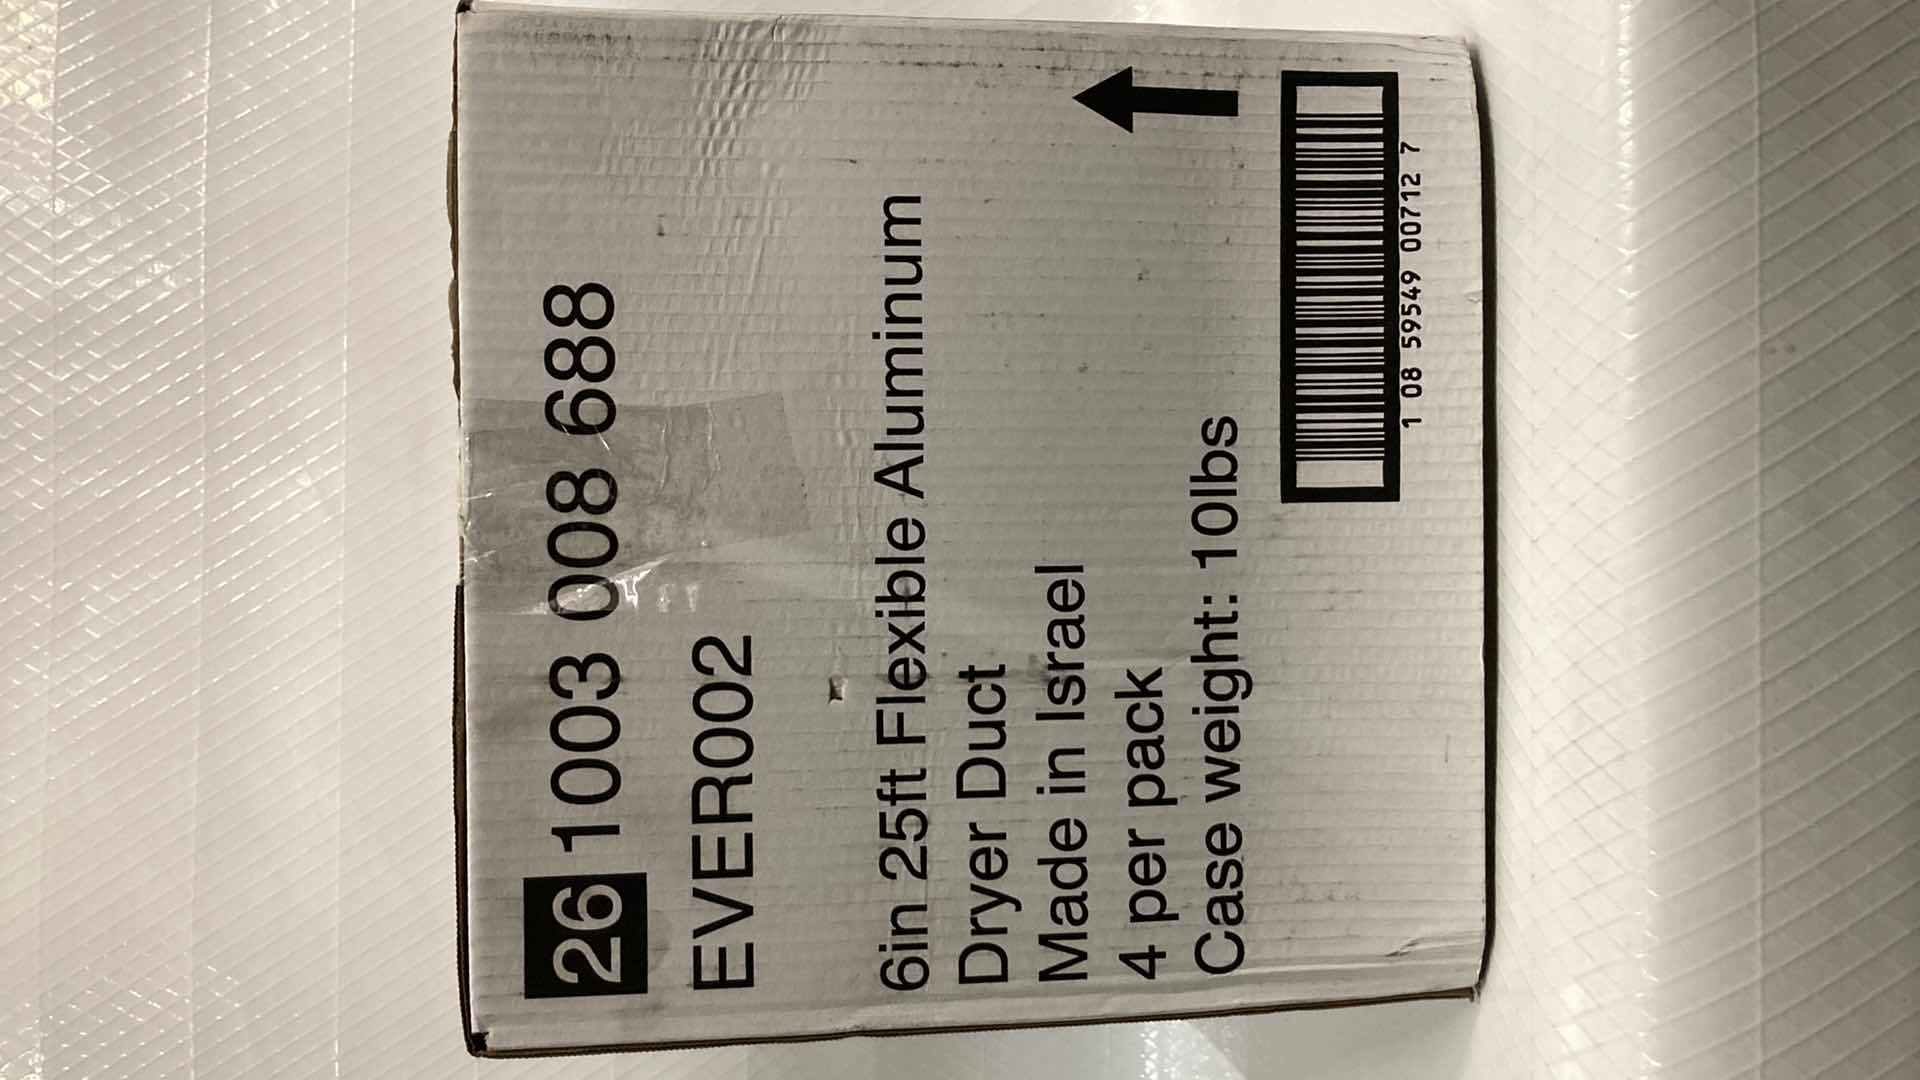 26 1003 008 688
EVER002
6in 25ft Flexible Aluminum
Dryer Duct
Made in Israel
4 per pack
Case weight: 10lbs
1 08 59549 00712 7